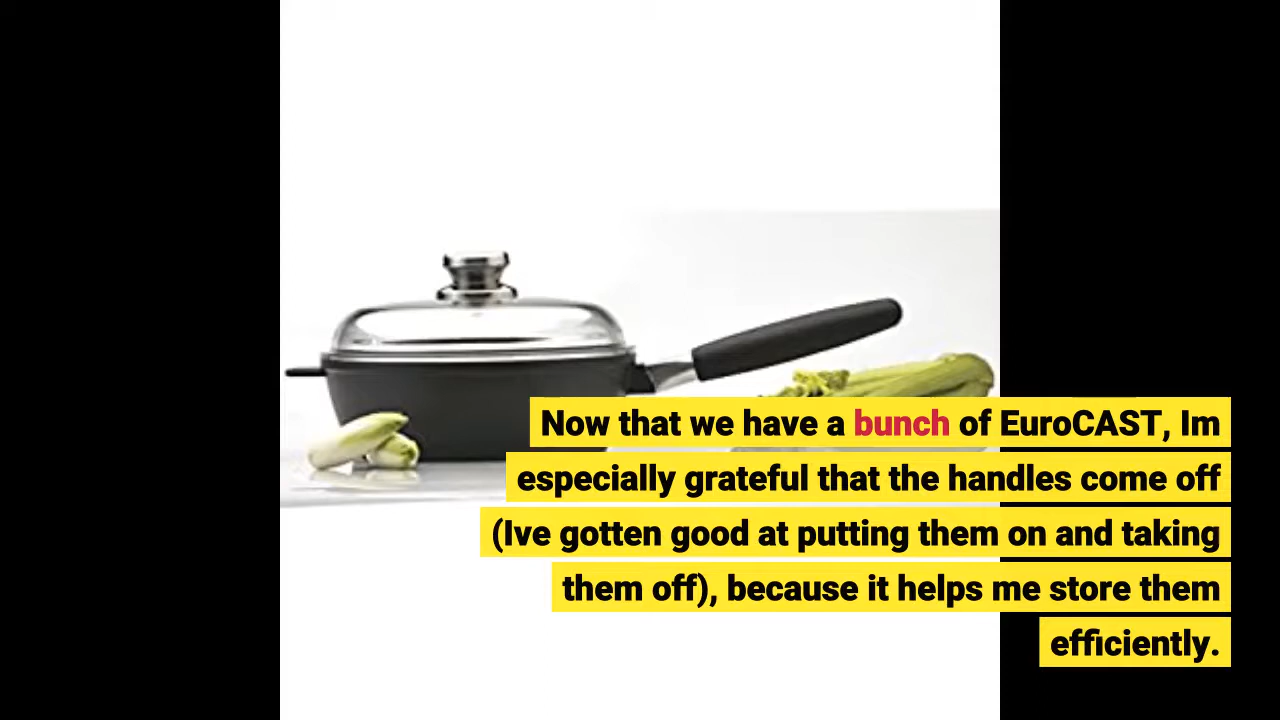 Now that we have a bunch of EuroCAST, Im
especially grateful that the handles come off
(Ive gotten good at putting them on and taking
them off), because it helps me store them
efficiently.